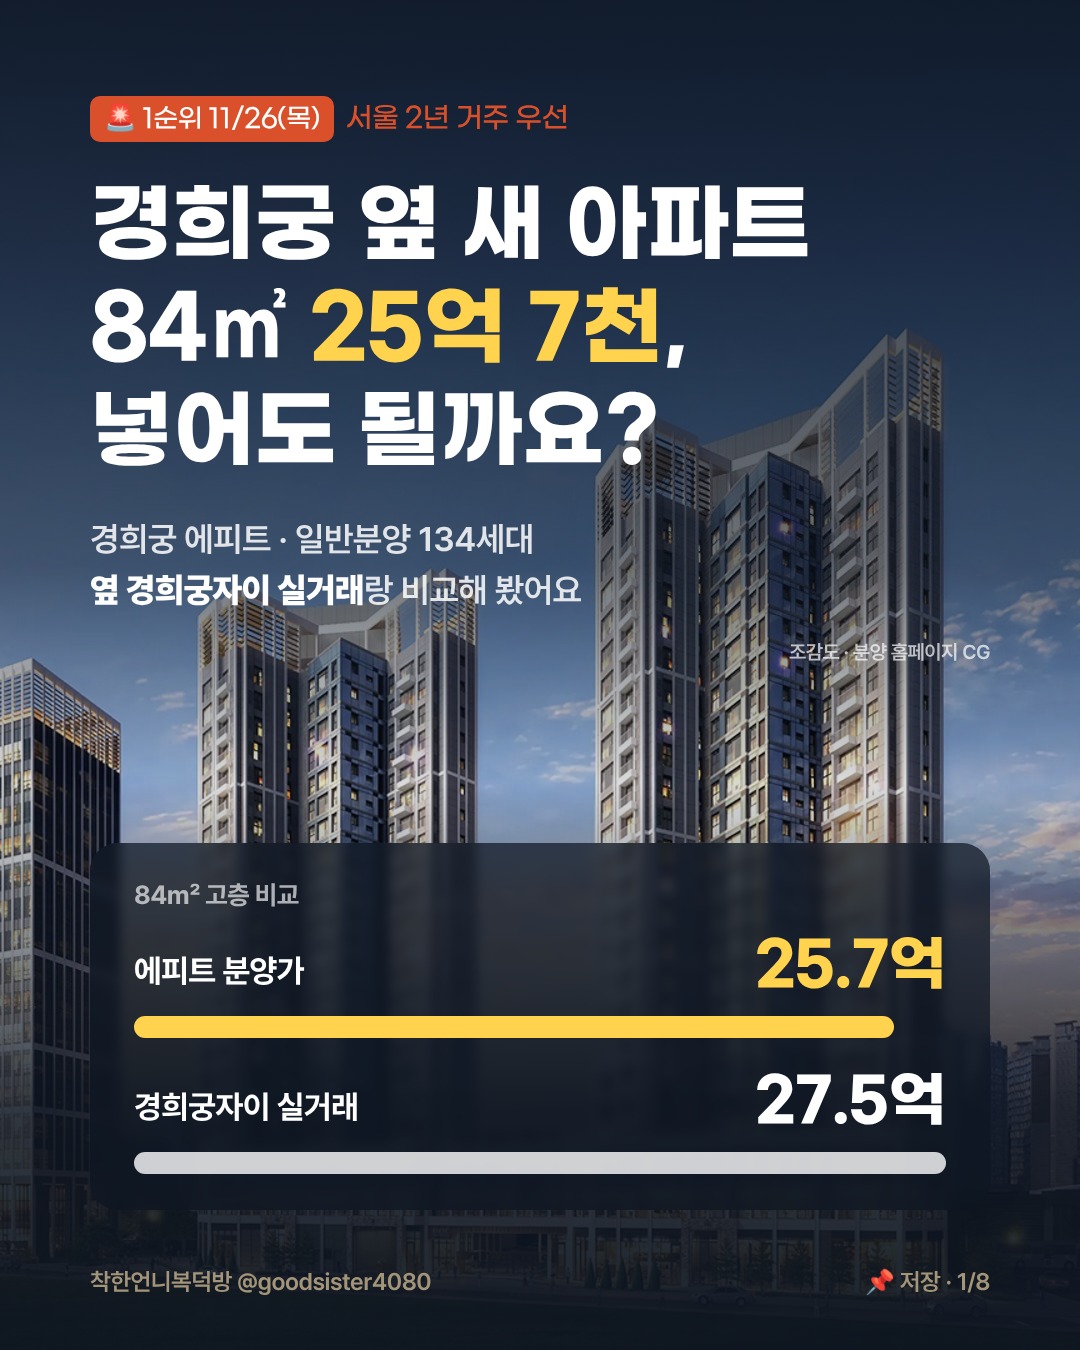 🚨 1순위 11/26(목) 서울 2년 거주 우선
경희궁 옆 새 아파트
84㎡ 25억 7천,
넣어도 될까요?
경희궁 에피트 · 일반분양 134세대
옆 경희궁자이 실거래랑 비교해 봤어요
조감도 · 분양 홈페이지 CG
84m² 고층 비교
에피트 분양가 25.7억
경희궁자이 실거래 27.5억
착한언니복덕방 @goodsister4080
📌 저장 · 1/8